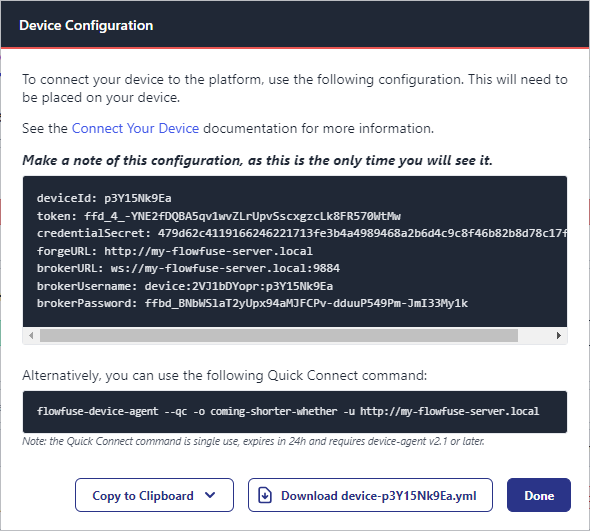 Device Configuration
To connect your device to the platform, use the following configuration. This will need to
be placed on your device.
See the Connect Your Device documentation for more information.
Make a note of this configuration, as this is the only time you will see it.
deviceId: p3Y15Nk9Ea
token: ffd_4_-YNE2fDQBA5qv1wvZLrUpvSscxgzcLk8FR570WtMw
credentialSecret: 479d62c4119166246221713fe3b4a4989468a2b6d4c9c8f46b82b8d78c17f
forgeURL: http://my-flowfuse-server.local
brokerURL: ws://my-flowfuse-server.local:9884
brokerUsername: device:2VJ1bDYopr:p3Y15Nk9Ea
brokerPassword: ffbd_BNbWSlaT2yUpx94aMJFCPv-dduuP549Pm-JmI33My1k
Alternatively, you can use the following Quick Connect command:
flowfuse-device-agent --qc -o coming-shorter-whether -u http://my-flowfuse-server.local
Note: the Quick Connect command is single use, expires in 24h and requires device-agent v2.1 or later.
Copy to Clipboard
Download device-p3Y15Nk9Ea.yml
Done